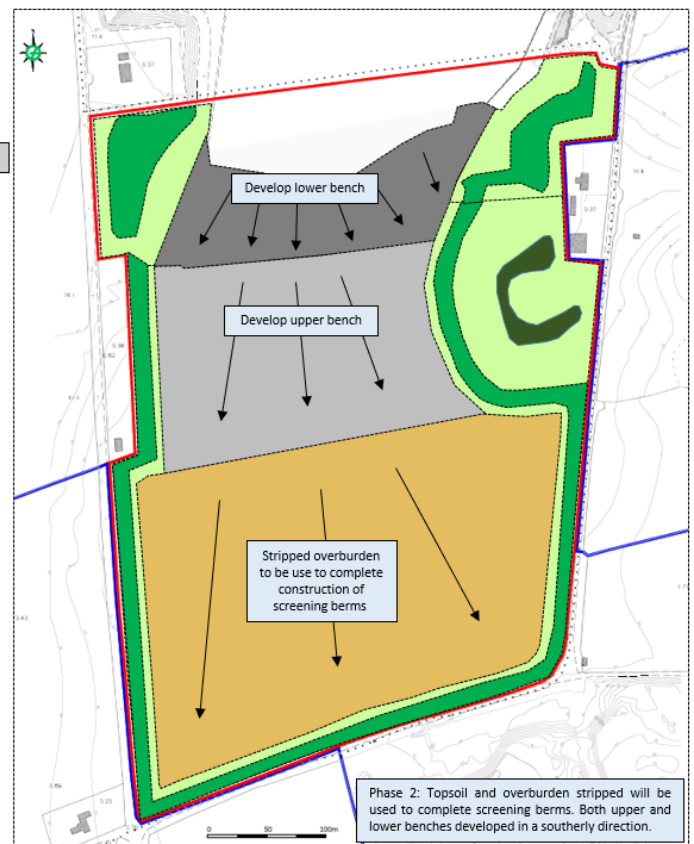 Develop lower bench
Develop upper bench
Stripped overburden
to be use to complete
construction of
screening berms
0 50 100m
Phase 2: Topsoil and overburden stripped will be
used to complete screening berms. Both upper and
lower benches developed in a southerly direction.